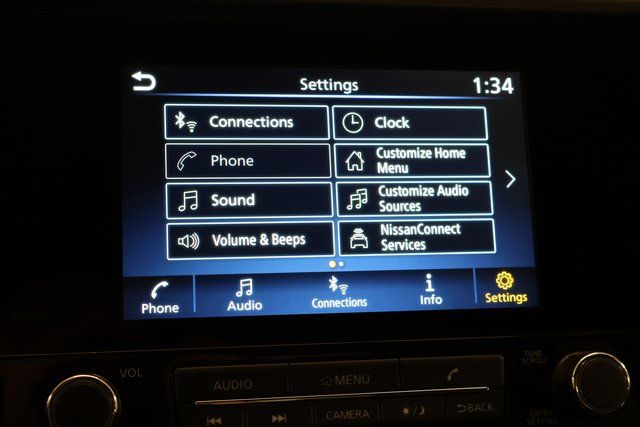 Settings
1:34
Connections
Clock
Phone
Customize Home
Menu
Sound
Customize Audio
Sources
Volume & Beeps
NissanConnect
Services
Phone
Audio
Connections
Info
Settings
VOL
AUDIO
MENU
TUNE·
SCROLL
CAMERA
BACK
ENTER
SETTING